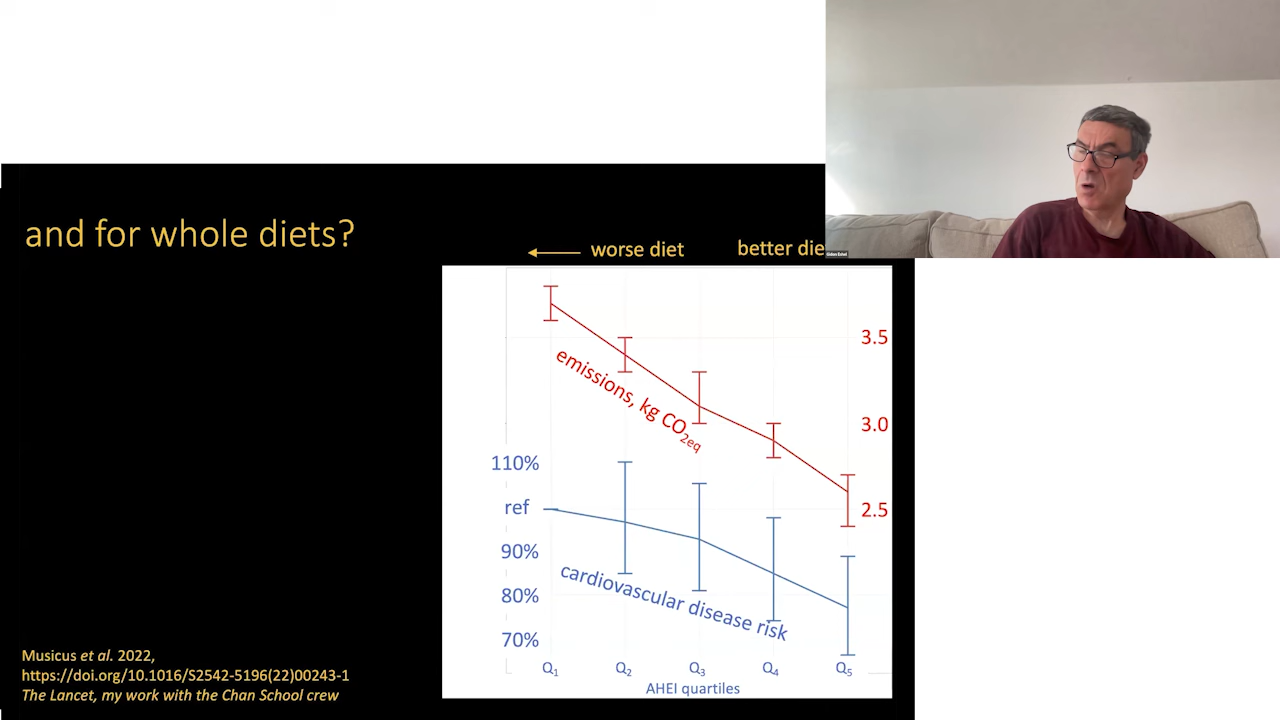 and for whole diets?
worse diet
better die
emissions, kg CO2eq
3.5
3.0
2.5
110%
ref
90%
80%
70%
cardiovascular disease risk
Q1 Q2 Q3 Q4 Q5
AHEI quartiles
Musicus et al. 2022,
https://doi.org/10.1016/S2542-5196(22)00243-1
The Lancet, my work with the Chan School crew